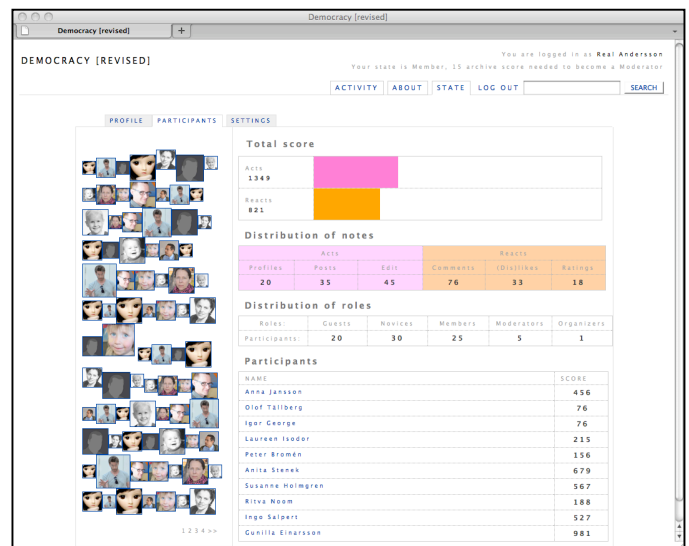 Democracy [revised]
Democracy [revised] +
DEMOCRACY [REVISED]
You are logged in as Real Andersson
Your state is Member, 15 archive score needed to become a Moderator
ACTIVITY ABOUT STATE LOG OUT SEARCH
PROFILE PARTICIPANTS SETTINGS
Total score
Acts
1349
Reacts
821
Distribution of notes
Acts Reacts
Profiles Posts Edit Comments (Dis)likes Ratings
20 35 45 76 33 18
Distribution of roles
Roles: Guests Novices Members Moderators Organizers
Participants: 20 30 25 5 1
Participants
NAME SCORE
Anna Jansson 456
Olof Tällberg 76
Igor George 76
Laureen Isodor 215
Peter Bromén 156
Anita Stenek 679
Susanne Holmgren 567
Ritva Noom 188
Ingo Salpert 527
Gunilla Einarsson 981
1 2 3 4 >>